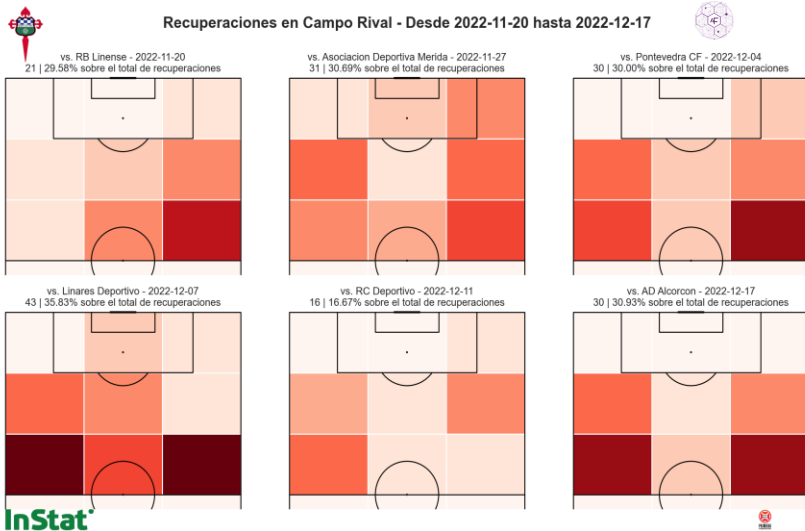 Recuperaciones en Campo Rival - Desde 2022-11-20 hasta 2022-12-17
vs. RB Linense - 2022-11-20
21 | 29.58% sobre el total de recuperaciones
vs. Asociacion Deportiva Merida - 2022-11-27
31 | 30.69% sobre el total de recuperaciones
vs. Pontevedra CF - 2022-12-04
30 | 30.00% sobre el total de recuperaciones
vs. Linares Deportivo - 2022-12-07
43 | 35.83% sobre el total de recuperaciones
vs. RC Deportivo - 2022-12-11
16 | 16.67% sobre el total de recuperaciones
vs. AD Alcorcon - 2022-12-17
30 | 30.93% sobre el total de recuperaciones
InStat